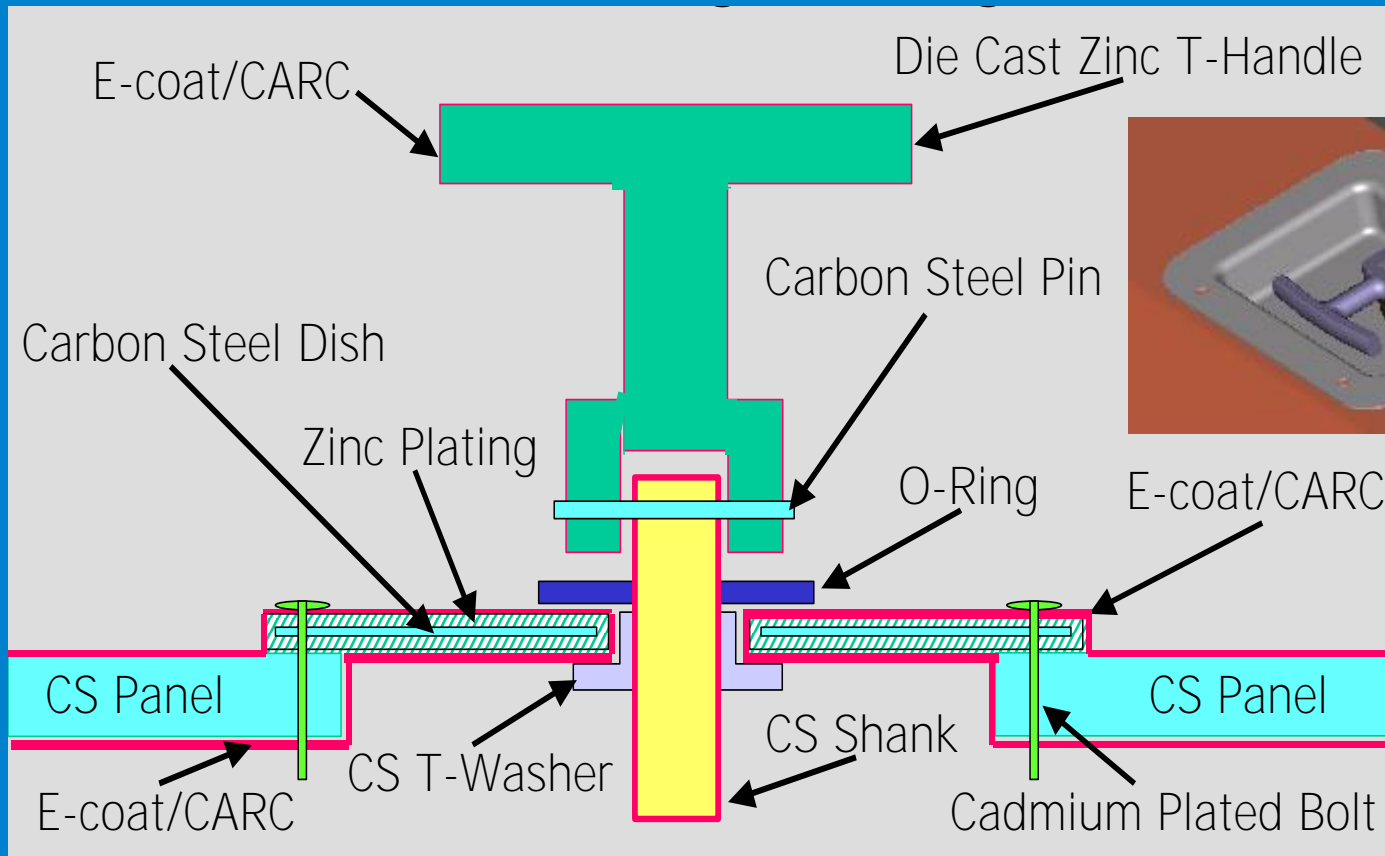 Die Cast Zinc T-Handle
E-coat/CARC
Carbon Steel Pin
Carbon Steel Dish
Zinc Plating
O-Ring
E-coat/CARC
CS Panel
CS Panel
CS Shank
CS T-Washer
E-coat/CARC
Cadmium Plated Bolt